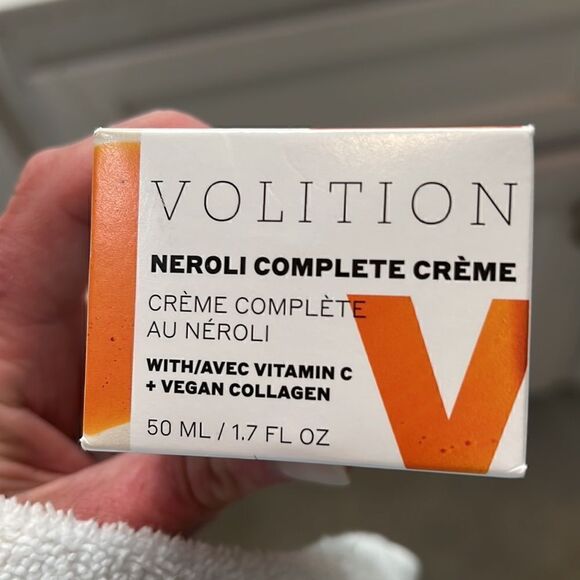 VOLITION
NEROLI COMPLETE CRÈME
CRÈME COMPLÈTE
AU NÉROLI
WITH/AVEC VITAMIN C
+ VEGAN COLLAGEN
50 ML / 1.7 FL OZ
V